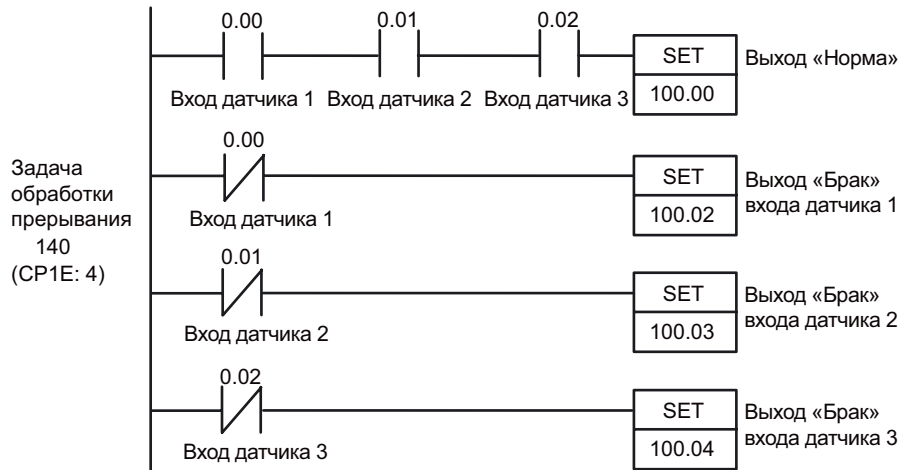 0.00 0.01 0.02
SET Выход «Норма»
100.00
Вход датчика 1 Вход датчика 2 Вход датчика 3
Задача
обработки
прерывания
140
(CP1E: 4)
0.00
SET
100.02
Выход «Брак»
входа датчика 1
Вход датчика 1
0.01
SET
100.03
Выход «Брак»
входа датчика 2
Вход датчика 2
0.02
SET
100.04
Выход «Брак»
входа датчика 3
Вход датчика 3